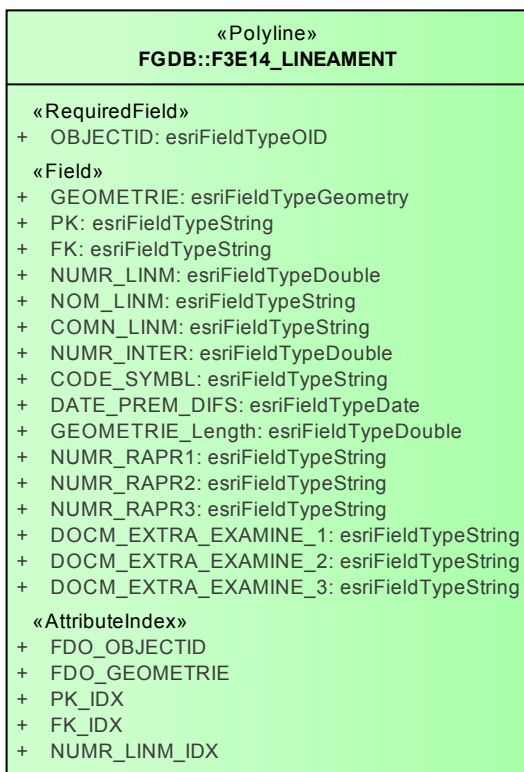 «Polyline»
FGDB::F3E14_LINEAMENT
«RequiredField»
+ OBJECTID: esriFieldTypeOID
«Field»
+ GEOMETRIE: esriFieldTypeGeometry
+ PK: esriFieldTypeString
+ FK: esriFieldTypeString
+ NUMR_LINM: esriFieldTypeDouble
+ NOM_LINM: esriFieldTypeString
+ COMN_LINM: esriFieldTypeString
+ NUMR_INTER: esriFieldTypeDouble
+ CODE_SYMBL: esriFieldTypeString
+ DATE_PREM_DIFS: esriFieldTypeDate
+ GEOMETRIE_Length: esriFieldTypeDouble
+ NUMR_RAPR1: esriFieldTypeString
+ NUMR_RAPR2: esriFieldTypeString
+ NUMR_RAPR3: esriFieldTypeString
+ DOCM_EXTRA_EXAMINE_1: esriFieldTypeString
+ DOCM_EXTRA_EXAMINE_2: esriFieldTypeString
+ DOCM_EXTRA_EXAMINE_3: esriFieldTypeString
«AttributeIndex»
+ FDO_OBJECTID
+ FDO_GEOMETRIE
+ PK_IDX
+ FK_IDX
+ NUMR_LINM_IDX